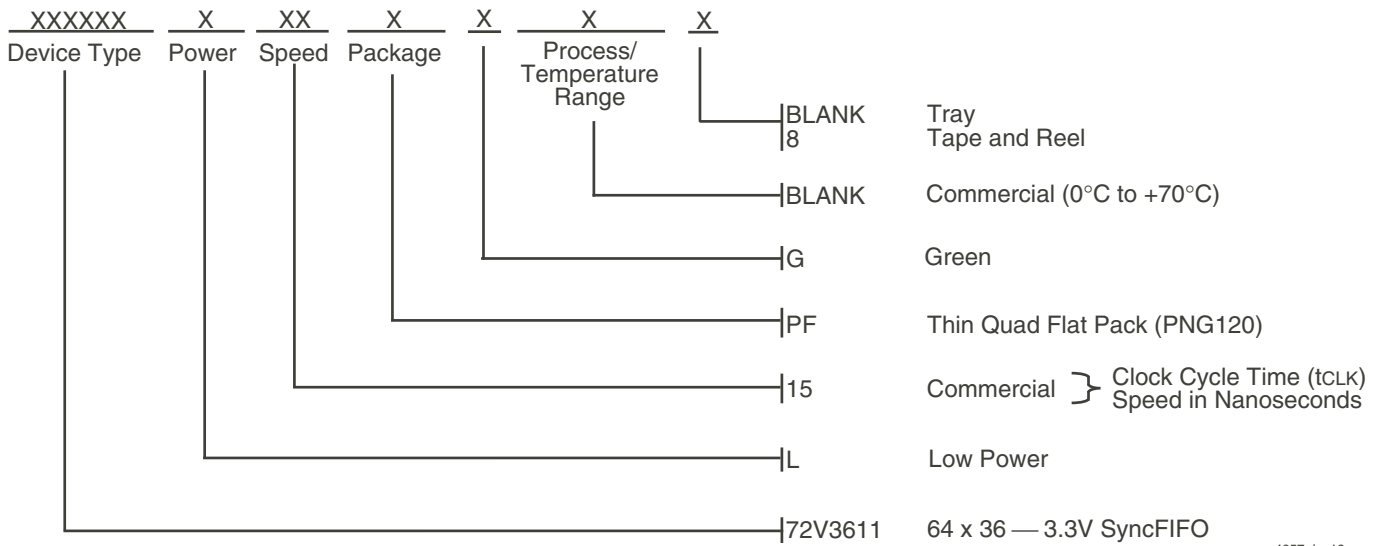 XXXXXX X XX X X X X
Device Type Power Speed Package Process/
Temperature
Range
BLANK Tray
8 Tape and Reel
BLANK Commercial (0°C to +70°C)
G Green
PF Thin Quad Flat Pack (PNG120)
15 Commercial } Clock Cycle Time (tCLK)
Speed in Nanoseconds
L Low Power
72V3611 64 x 36 — 3.3V SyncFIFO